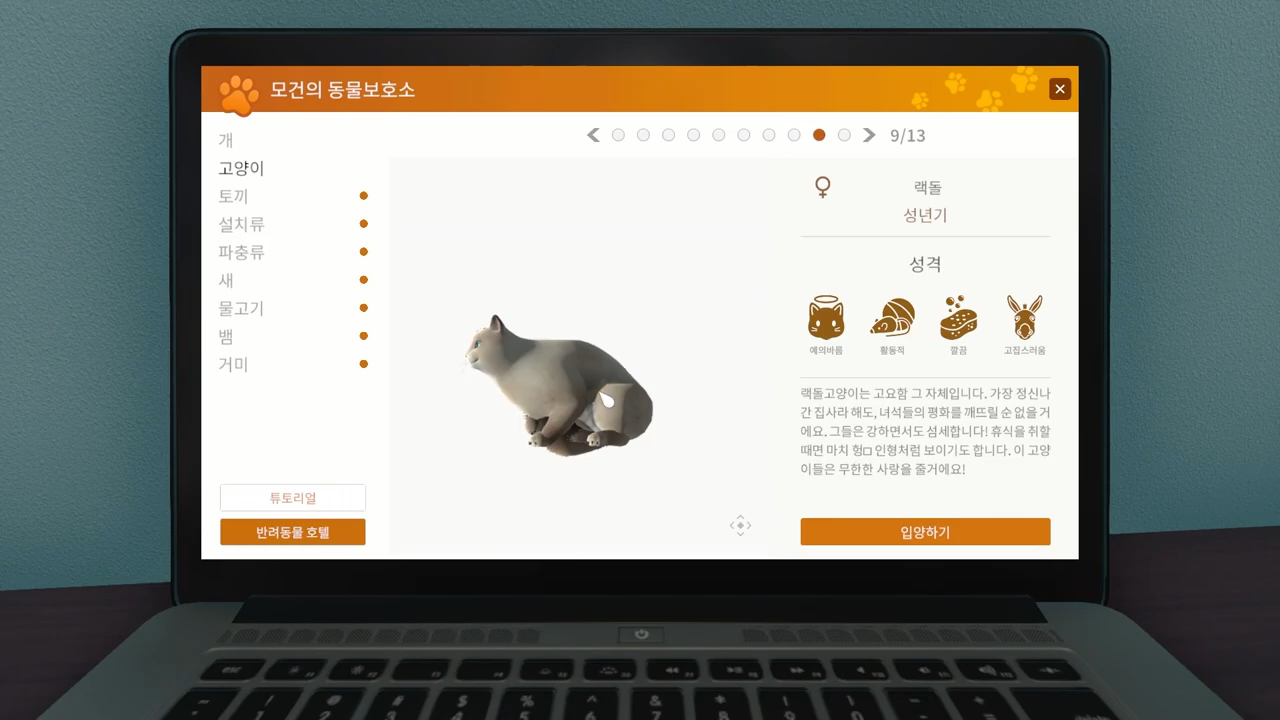 모건의 동물보호소
개
고양이
토끼
설치류
파충류
새
물고기
뱀
거미
튜토리얼
반려동물 호텔
9/13
랙돌
성년기
성격
예의바름
활동적
깔끔
고집스러움
랙돌고양이는 고요함 그 자체입니다. 가장 정신나
간 집사라 해도, 녀석들의 평화를 깨뜨릴 순 없을 거
에요. 그들은 강하면서도 섬세합니다! 휴식을 취할
때면 마치 헝□ 인형처럼 보이기도 합니다. 이 고양
이들은 무한한 사랑을 줄거에요!
입양하기
esc